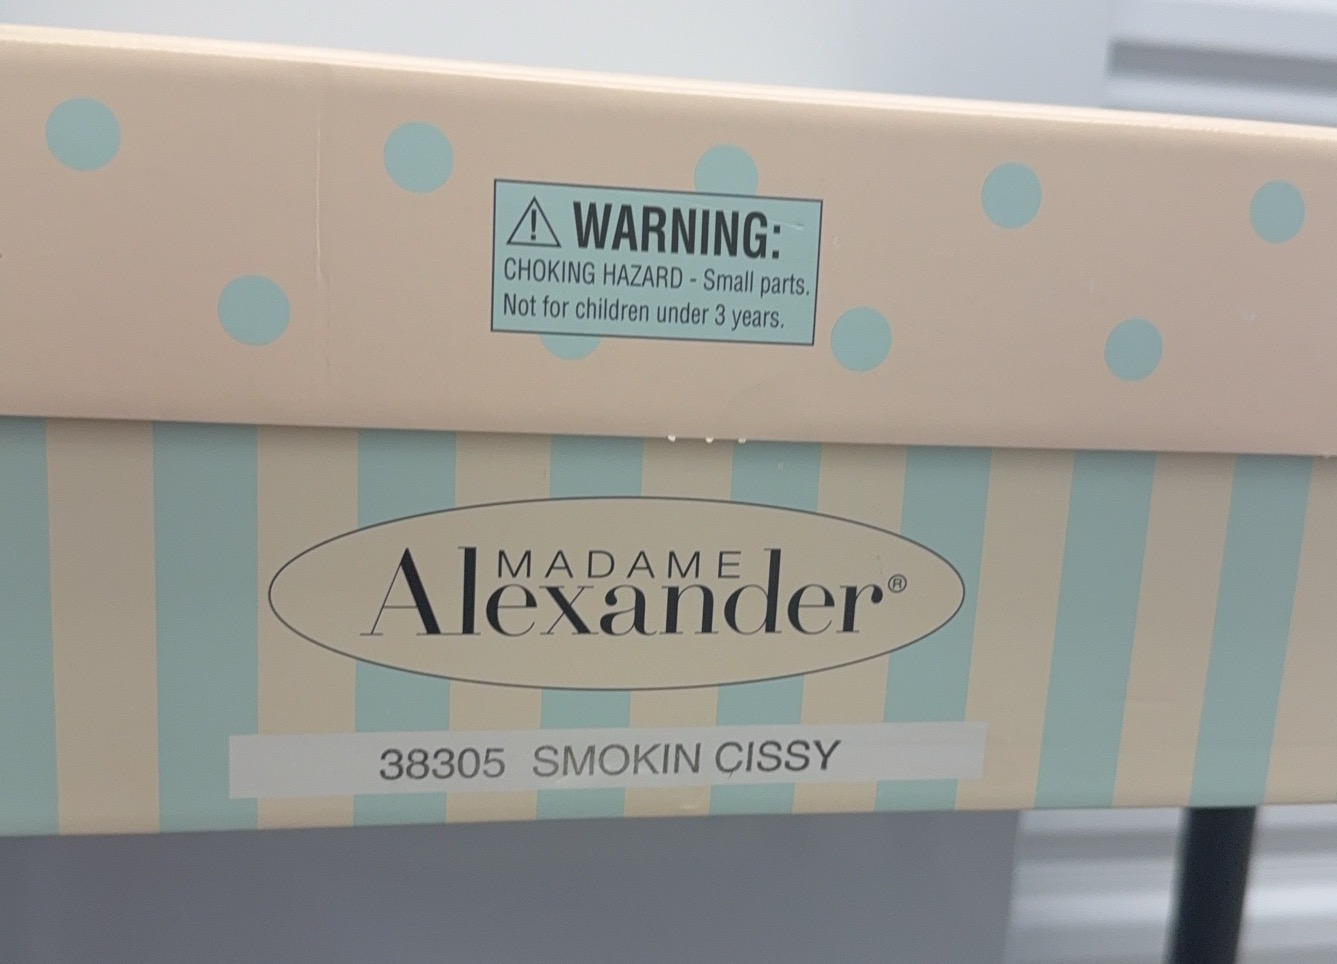 WARNING:
CHOKING HAZARD - Small parts.
Not for children under 3 years.
MADAME
Alexander®
38305 SMOKIN CISSY